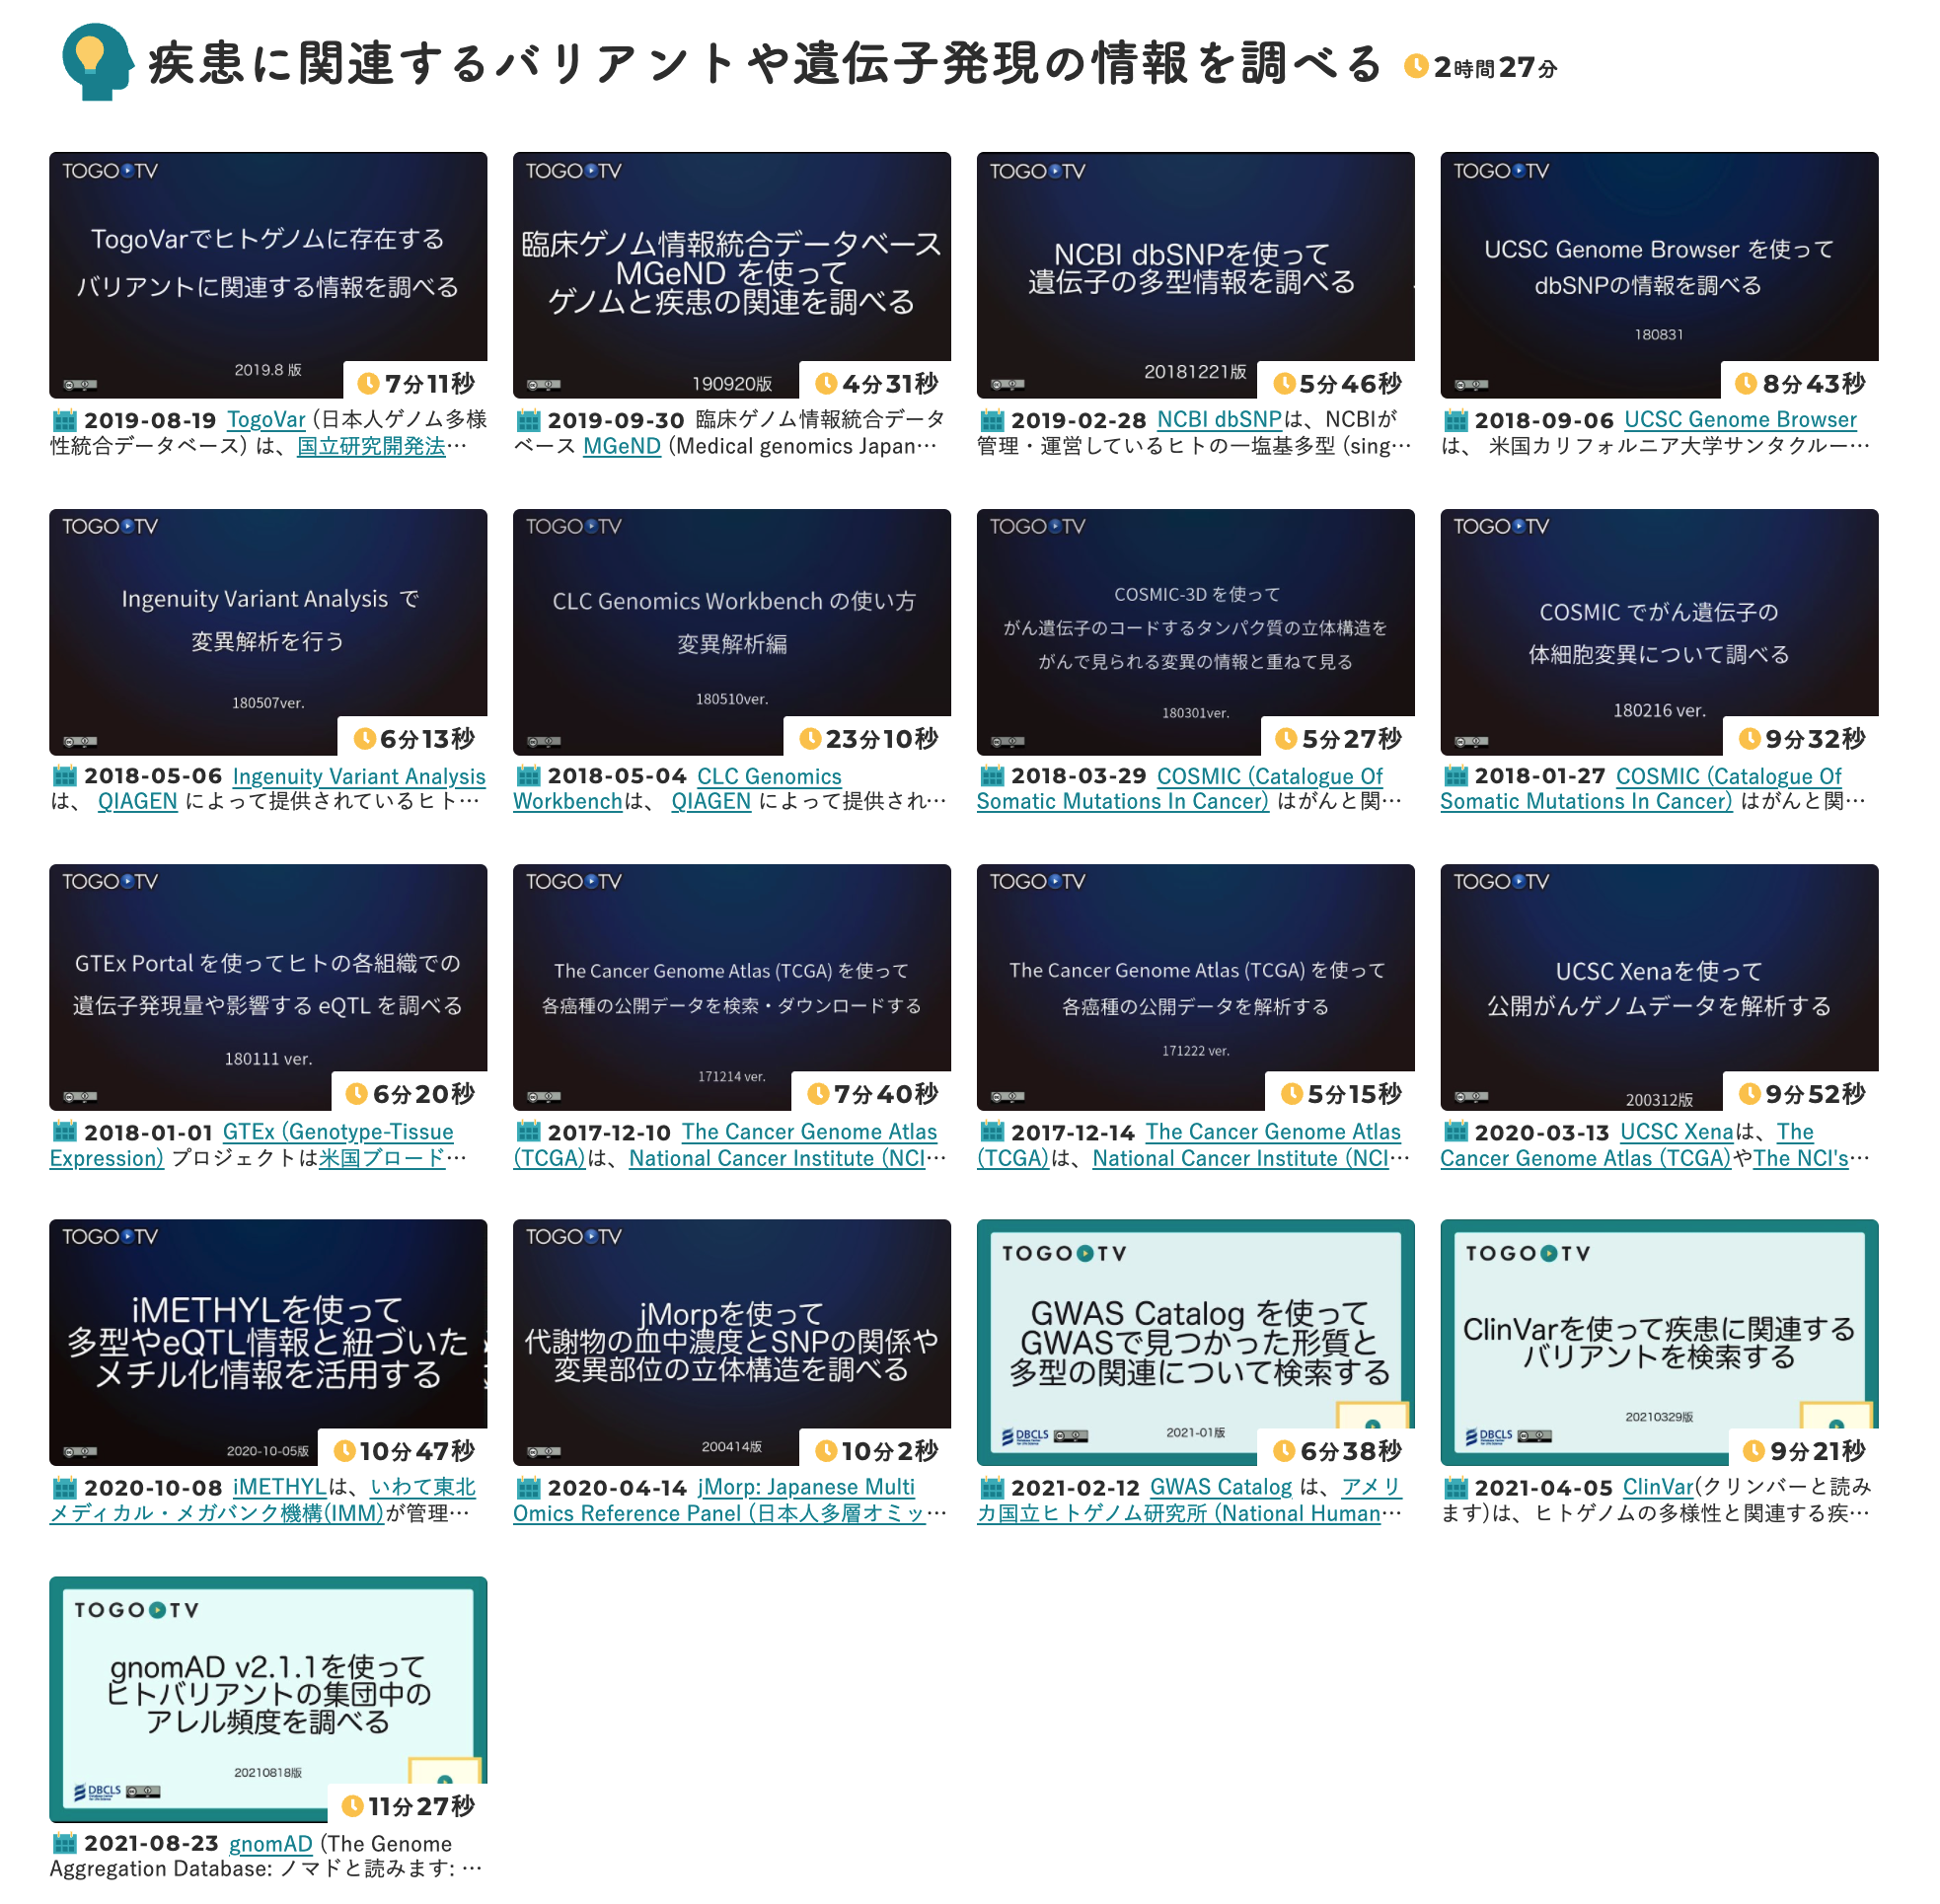 疾患に関連するバリアントや遺伝子発現の情報を調べる 2時間27分
TOGO TV
TogoVarでヒトゲノムに存在する
バリアントに関連する情報を調べる
2019.8 版
7分11秒
2019-08-19 TogoVar (日本人ゲノム多様
性統合データベース) は、国立研究開発法…
TOGO TV
臨床ゲノム情報統合データベース
MGeND を使って
ゲノムと疾患の関連を調べる
190920版
4分31秒
2019-09-30 臨床ゲノム情報統合データ
ベース MGeND (Medical genomics Japan…
TOGO TV
NCBI dbSNPを使って
遺伝子の多型情報を調べる
20181221版
5分46秒
2019-02-28 NCBI dbSNPは、NCBIが
管理・運営しているヒトの一塩基多型 (sing…
TOGO TV
UCSC Genome Browser を使って
dbSNPの情報を調べる
180831
8分43秒
2018-09-06 UCSC Genome Browser
は、 米国カリフォルニア大学サンタクルー…
TOGO TV
Ingenuity Variant Analysis で
変異解析を行う
180507ver.
6分13秒
2018-05-06 Ingenuity Variant Analysis
は、 QIAGEN によって提供されているヒト…
TOGO TV
CLC Genomics Workbench の使い方
変異解析編
180510ver.
23分10秒
2018-05-04 CLC Genomics
Workbenchは、 QIAGEN によって提供され…
TOGO TV
COSMIC-3D を使って
がん遺伝子のコードするタンパク質の立体構造を
がんで見られる変異の情報と重ねて見る
180301ver.
5分27秒
2018-03-29 COSMIC (Catalogue Of
Somatic Mutations In Cancer) はがんと関…
TOGO TV
COSMIC でがん遺伝子の
体細胞変異について調べる
180216 ver.
9分32秒
2018-01-27 COSMIC (Catalogue Of
Somatic Mutations In Cancer) はがんと関…
TOGO TV
GTEx Portal を使ってヒトの各組織での
遺伝子発現量や影響する eQTL を調べる
180111 ver.
6分20秒
2018-01-01 GTEx (Genotype-Tissue
Expression) プロジェクトは米国ブロード…
TOGO TV
The Cancer Genome Atlas (TCGA) を使って
各癌種の公開データを検索・ダウンロードする
171214 ver.
7分40秒
2017-12-10 The Cancer Genome Atlas
(TCGA)は、National Cancer Institute (NCI…
TOGO TV
The Cancer Genome Atlas (TCGA) を使って
各癌種の公開データを解析する
171222 ver.
5分15秒
2017-12-14 The Cancer Genome Atlas
(TCGA)は、National Cancer Institute (NCI…
TOGO TV
UCSC Xenaを使って
公開がんゲノムデータを解析する
200312版
9分52秒
2020-03-13 UCSC Xenaは、The
Cancer Genome Atlas (TCGA)やThe NCI's…
TOGO TV
iMETHYLを使って
多型やeQTL情報と紐づいた
メチル化情報を活用する
2020-10-05版
10分47秒
2020-10-08 iMETHYLは、いわて東北
メディカル・メガバンク機構(IMM)が管理…
TOGO TV
jMorpを使って
代謝物の血中濃度とSNPの関係や
変異部位の立体構造を調べる
200414版
10分2秒
2020-04-14 jMorp: Japanese Multi
Omics Reference Panel (日本人多層オミッ…
TOGO TV
GWAS Catalog を使って
GWASで見つかった形質と
多型の関連について検索する
DBCLS
2021-01版
6分38秒
2021-02-12 GWAS Catalog は、アメリ
カ国立ヒトゲノム研究所 (National Human…
TOGO TV
ClinVarを使って疾患に関連する
バリアントを検索する
DBCLS
20210329版
9分21秒
2021-04-05 ClinVar(クリンバーと読み
ます)は、ヒトゲノムの多様性と関連する疾…
TOGO TV
gnomAD v2.1.1を使って
ヒトバリアントの集団中の
アレル頻度を調べる
20210818版
DBCLS
11分27秒
2021-08-23 gnomAD (The Genome
Aggregation Database: ノマドと読みます: …